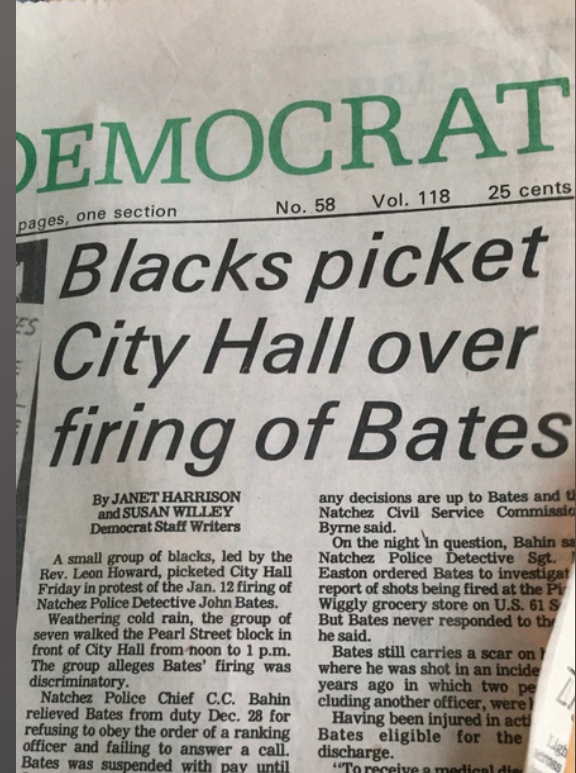 DEMOCRAT
pages, one section No. 58 Vol. 118 25 cents
Blacks picket
City Hall over
firing of Bates
By JANET HARRISON
and SUSAN WILLEY
Democrat Staff Writers
A small group of blacks, led by the
Rev. Leon Howard, picketed City Hall
Friday in protest of the Jan. 12 firing of
Natchez Police Detective John Bates.
Weathering cold rain, the group of
seven walked the Pearl Street block in
front of City Hall from noon to 1 p.m.
The group alleges Bates' firing was
discriminatory.
Natchez Police Chief C.C. Bahin
relieved Bates from duty Dec. 28 for
refusing to obey the order of a ranking
officer and failing to answer a call.
Bates was suspended with pay until
any decisions are up to Bates and
Natchez Civil Service
Byrne said.
On the night in question, Bahin
Natchez Police Detective Sgt.
Easton ordered Bates to
report of shots being fired at the
Wiggly grocery store on U.S. 61
But Bates never responded to the
he said.
Bates still carries a scar on
where he was shot in an
years ago in which two
cluding another officer, were
Having been injured in
Bates eligible for the
discharge.
"To receive a medical